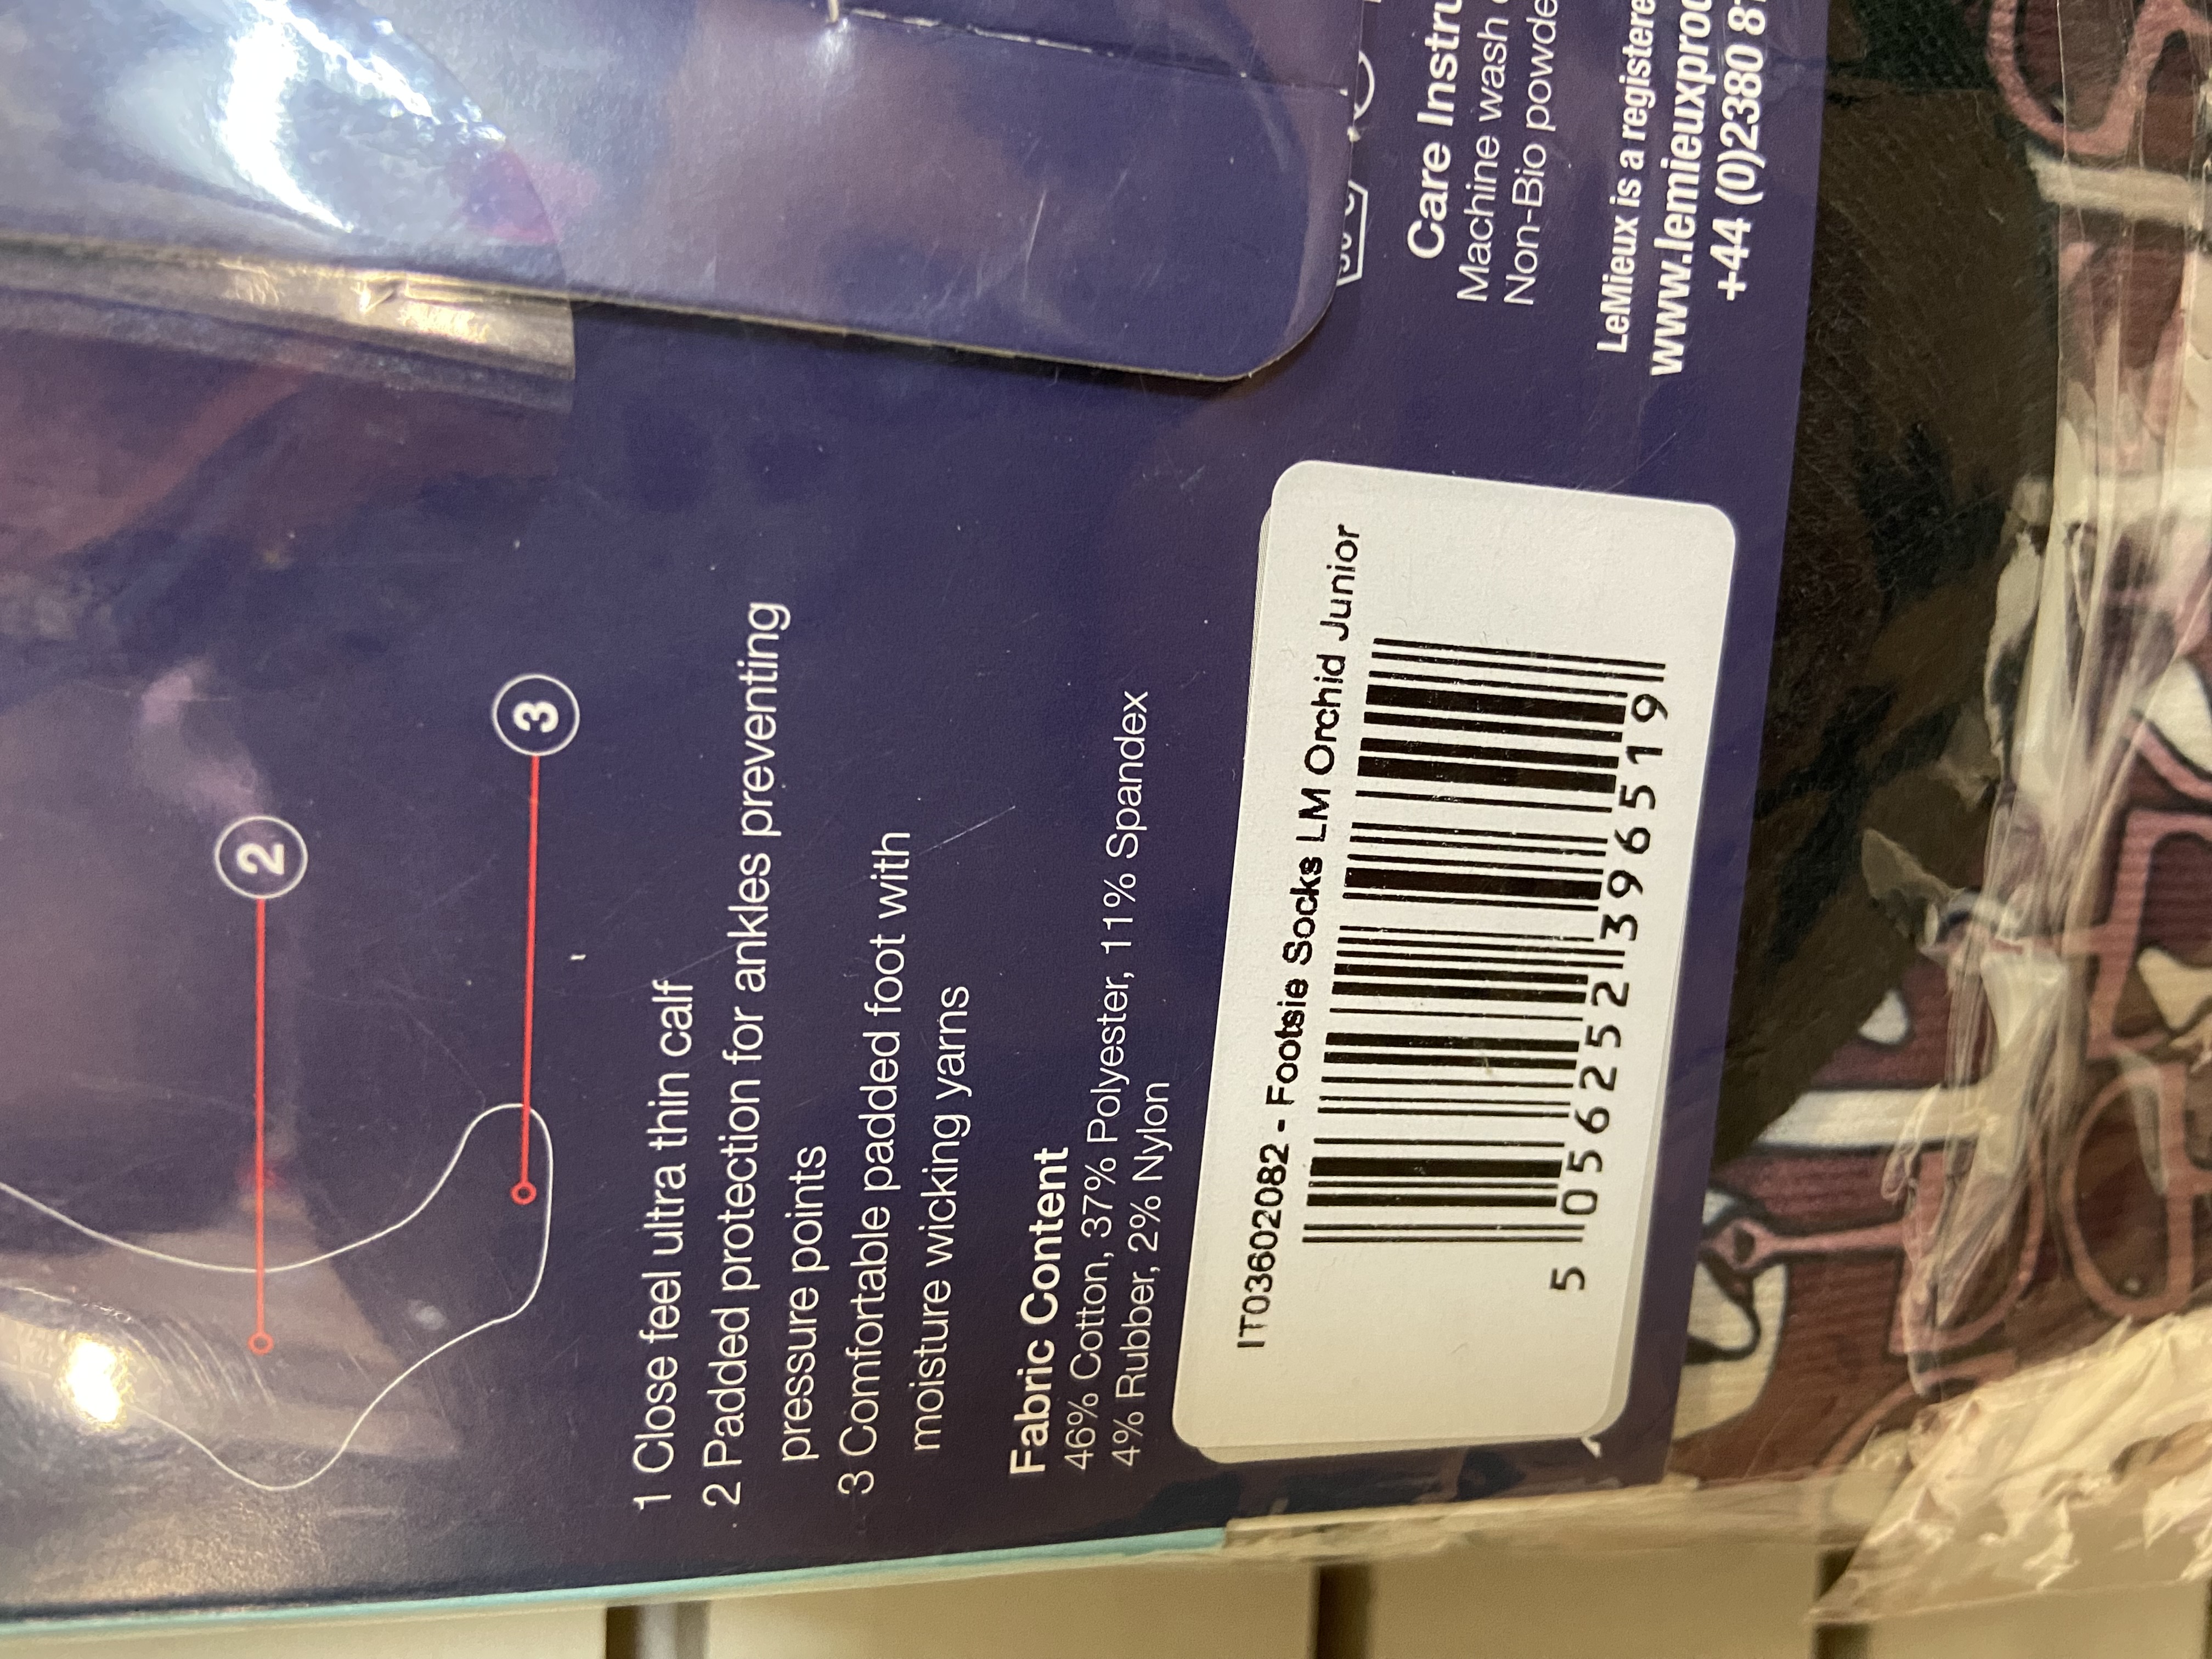 2
3
1 Close feel ultra thin calf
2 Padded protection for ankles preventing
pressure points
3 Comfortable padded foot with
moisture wicking yarns
Fabric Content
46% Cotton, 37% Polyester, 11% Spandex
4% Rubber, 2% Nylon
IT03602082 - Footsie Socks LM Orchid Junior
5 056252 396519
Care Instru
Machine wash
Non-Bio powde
LeMieux is a registere
www.lemieuxproc
+44 (0)2380 81